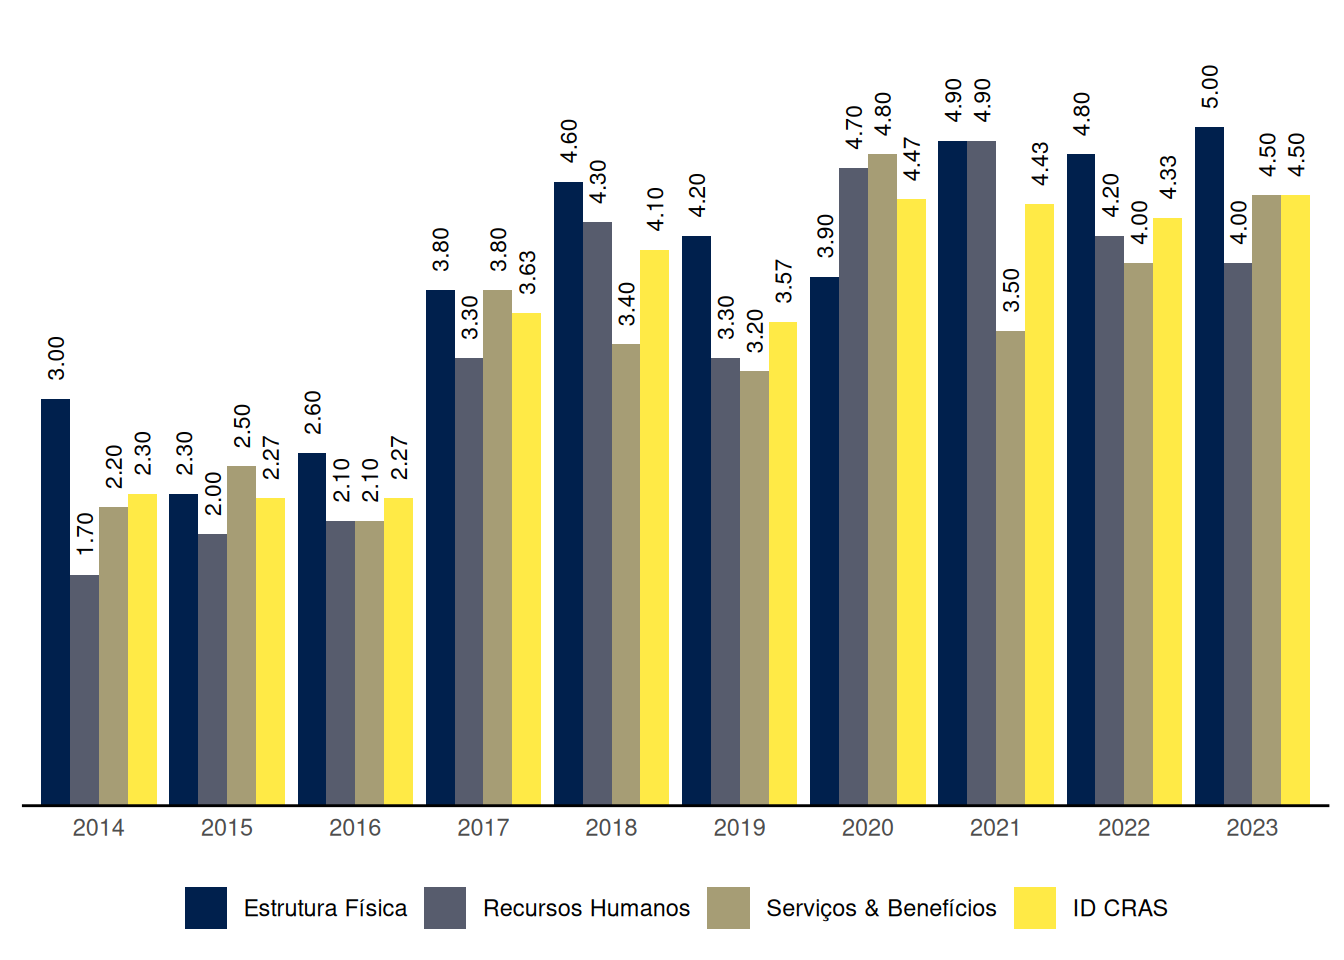 3.00 1.70 2.20 2.30
2.30 2.00 2.50 2.27
2.60 2.10 2.10 2.27
3.80 3.30 3.80 3.63
4.60 4.30 3.40 4.10
4.20 3.30 3.20 3.57
3.90 4.70 4.80 4.47
4.90 4.90 3.50 4.43
4.80 4.20 4.00 4.33
5.00 4.00 4.50 4.50
2014 2015 2016 2017 2018 2019 2020 2021 2022 2023
Estrutura Física Recursos Humanos Serviços & Benefícios ID CRAS